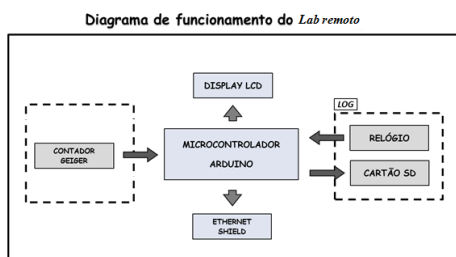 Diagrama de funcionamento do Lab remoto
DISPLAY LCD
LOG
CONTADOR
GEIGER
MICROCONTROLADOR
ARDUINO
RELÓGIO
CARTÃO SD
ETHERNET
SHIELD